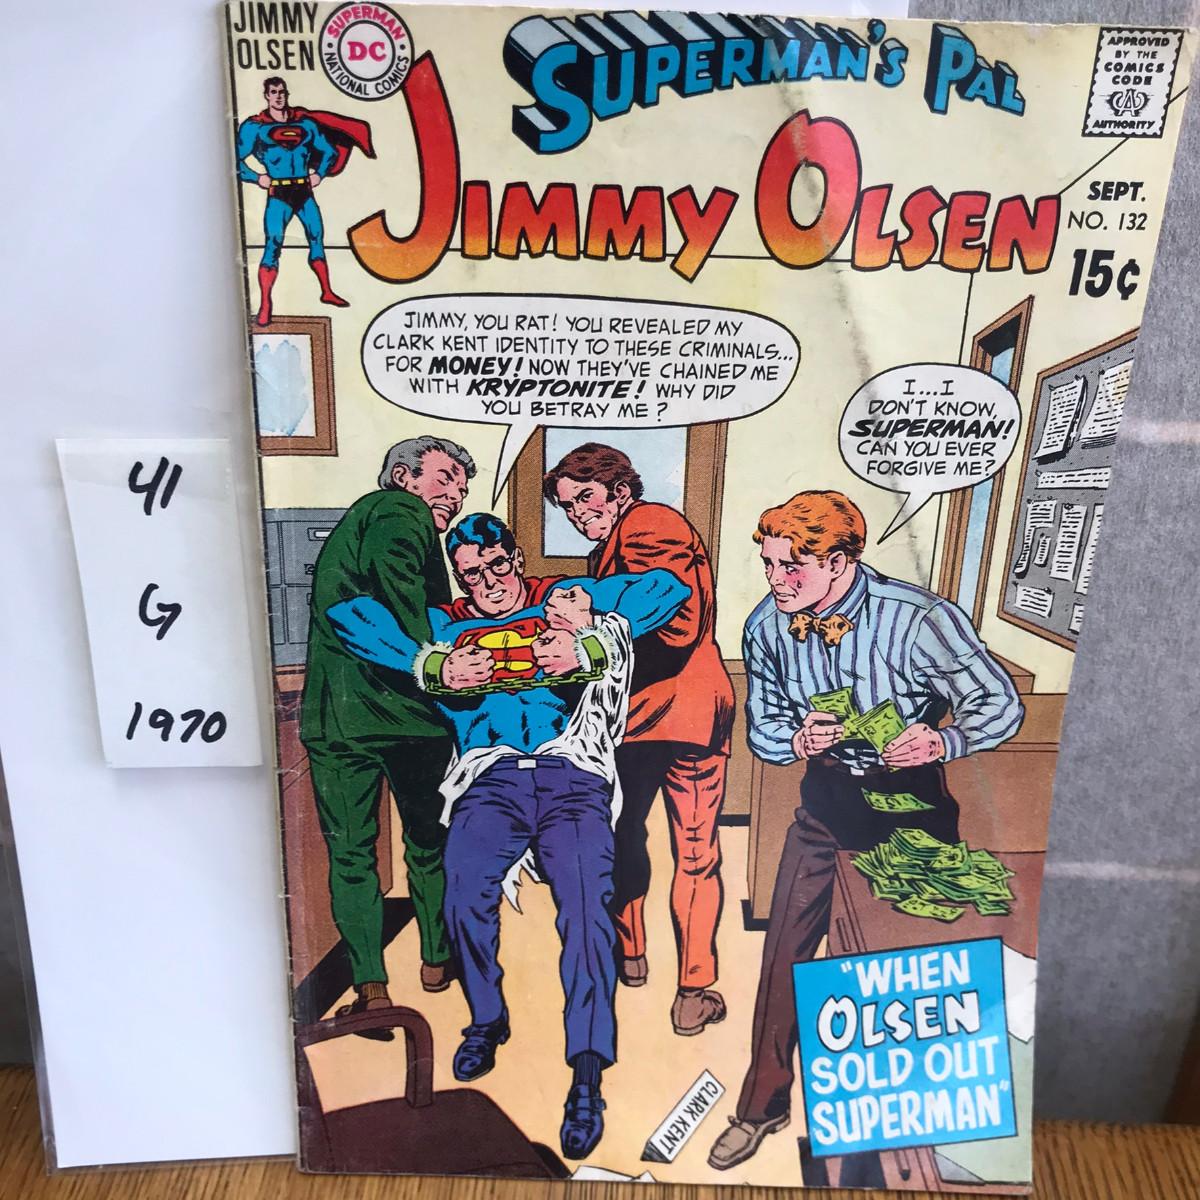 JIMMY
OLSEN
SUPERMAN
DC
NATIONAL COMICS
SUPERMAN'S PAL
JIMMY OLSEN
APPROVED
BY THE
COMICS
CODE
CA
AUTHORITY
SEPT.
NO. 132
15¢
JIMMY, YOU RAT! YOU REVEALED MY
CLARK KENT IDENTITY TO THESE CRIMINALS...
FOR MONEY! NOW THEY'VE CHAINED ME
WITH KRYPTONITE! WHY DID
YOU BETRAY ME?
I...I
DON'T KNOW,
SUPERMAN!
CAN YOU EVER
FORGIVE ME?
41
G
1970
"WHEN
OLSEN
SOLD OUT
SUPERMAN"
CLARK KENT